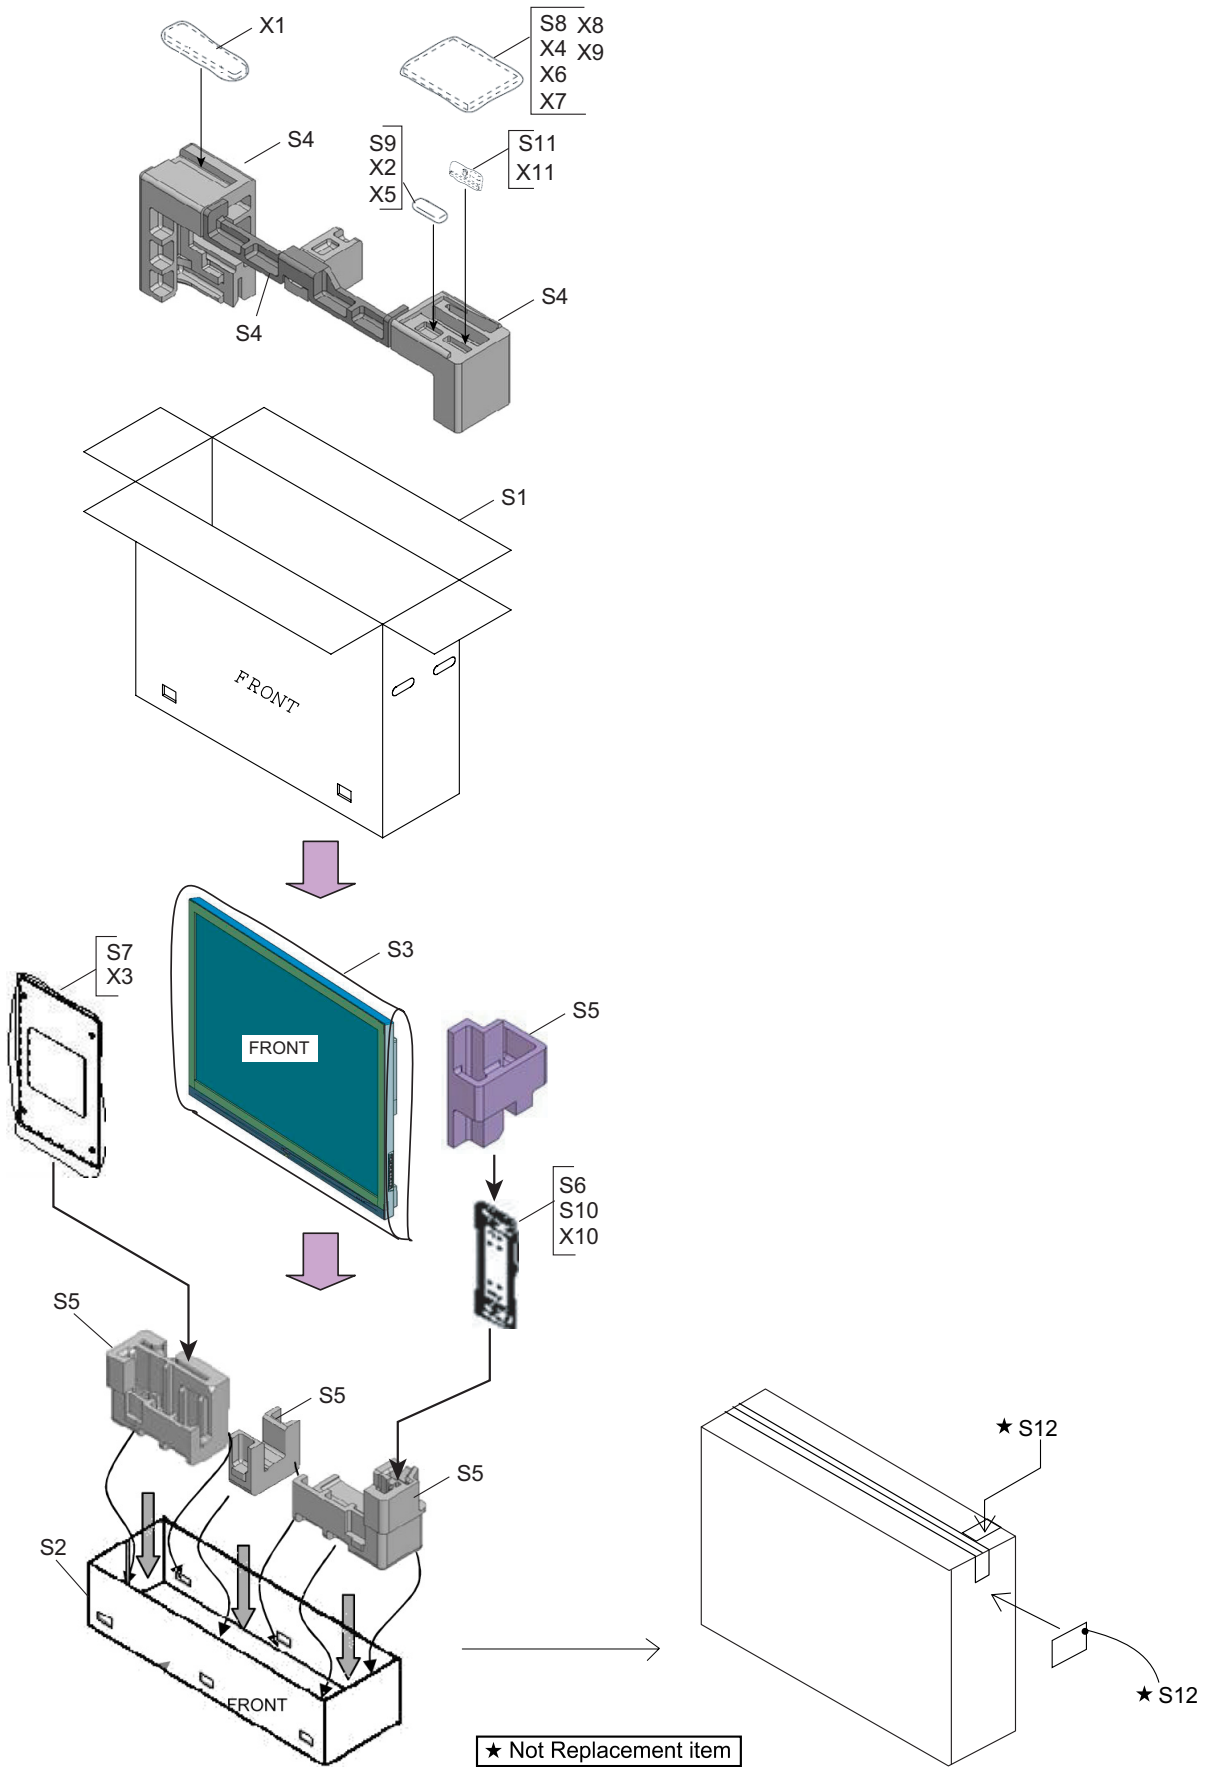 X1
S8 X8
X4 X9
X6
X7
S4
S9
X2
X5
S11
X11
S4
S4
S1
FRONT
S3
S7
X3
FRONT
S5
S6
S10
X10
S5
S5
S5
★ S12
S2
FRONT
★ S12
★ Not Replacement item